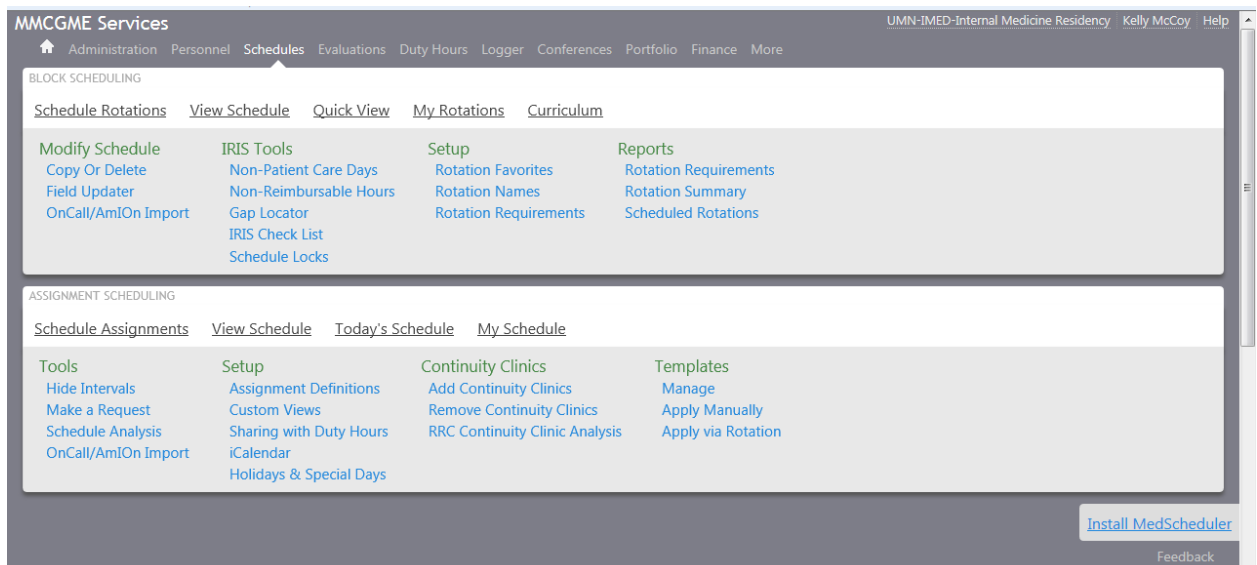 MMCGME Services
UMN-IMED-Internal Medicine Residency Kelly McCoy Help
Administration Personnel Schedules Evaluations Duty Hours Logger Conferences Portfolio Finance More
BLOCK SCHEDULING
Schedule Rotations View Schedule Quick View My Rotations Curriculum
Modify Schedule IRIS Tools Setup Reports
Copy Or Delete Non-Patient Care Days Rotation Favorites Rotation Requirements
Field Updater Non-Reimbursable Hours Rotation Names Rotation Summary
OnCall/AmIOn Import Gap Locator Rotation Requirements Scheduled Rotations
IRIS Check List
Schedule Locks
ASSIGNMENT SCHEDULING
Schedule Assignments View Schedule Today's Schedule My Schedule
Tools Setup Continuity Clinics Templates
Hide Intervals Assignment Definitions Add Continuity Clinics Manage
Make a Request Custom Views Remove Continuity Clinics Apply Manually
Schedule Analysis Sharing with Duty Hours RRC Continuity Clinic Analysis Apply via Rotation
OnCall/AmIOn Import iCalendar
Holidays & Special Days
Install MedScheduler
Feedback